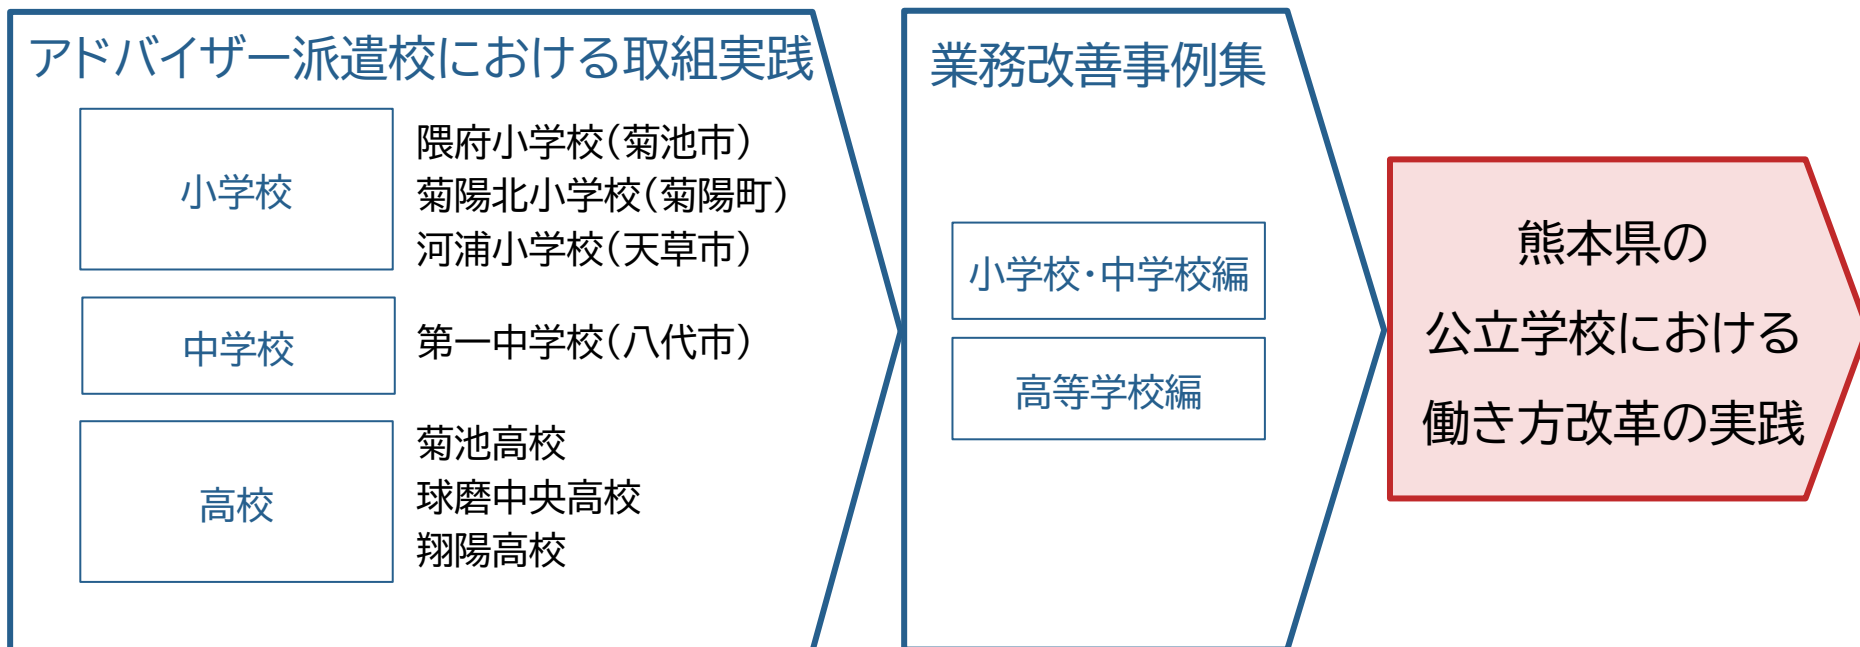 アドバイザー派遣校における取組実践
小学校
隈府小学校(菊池市)
菊陽北小学校(菊陽町)
河浦小学校(天草市)
中学校
第一中学校(八代市)
高校
菊池高校
球磨中央高校
翔陽高校
業務改善事例集
小学校・中学校編
高等学校編
熊本県の
公立学校における
働き方改革の実践